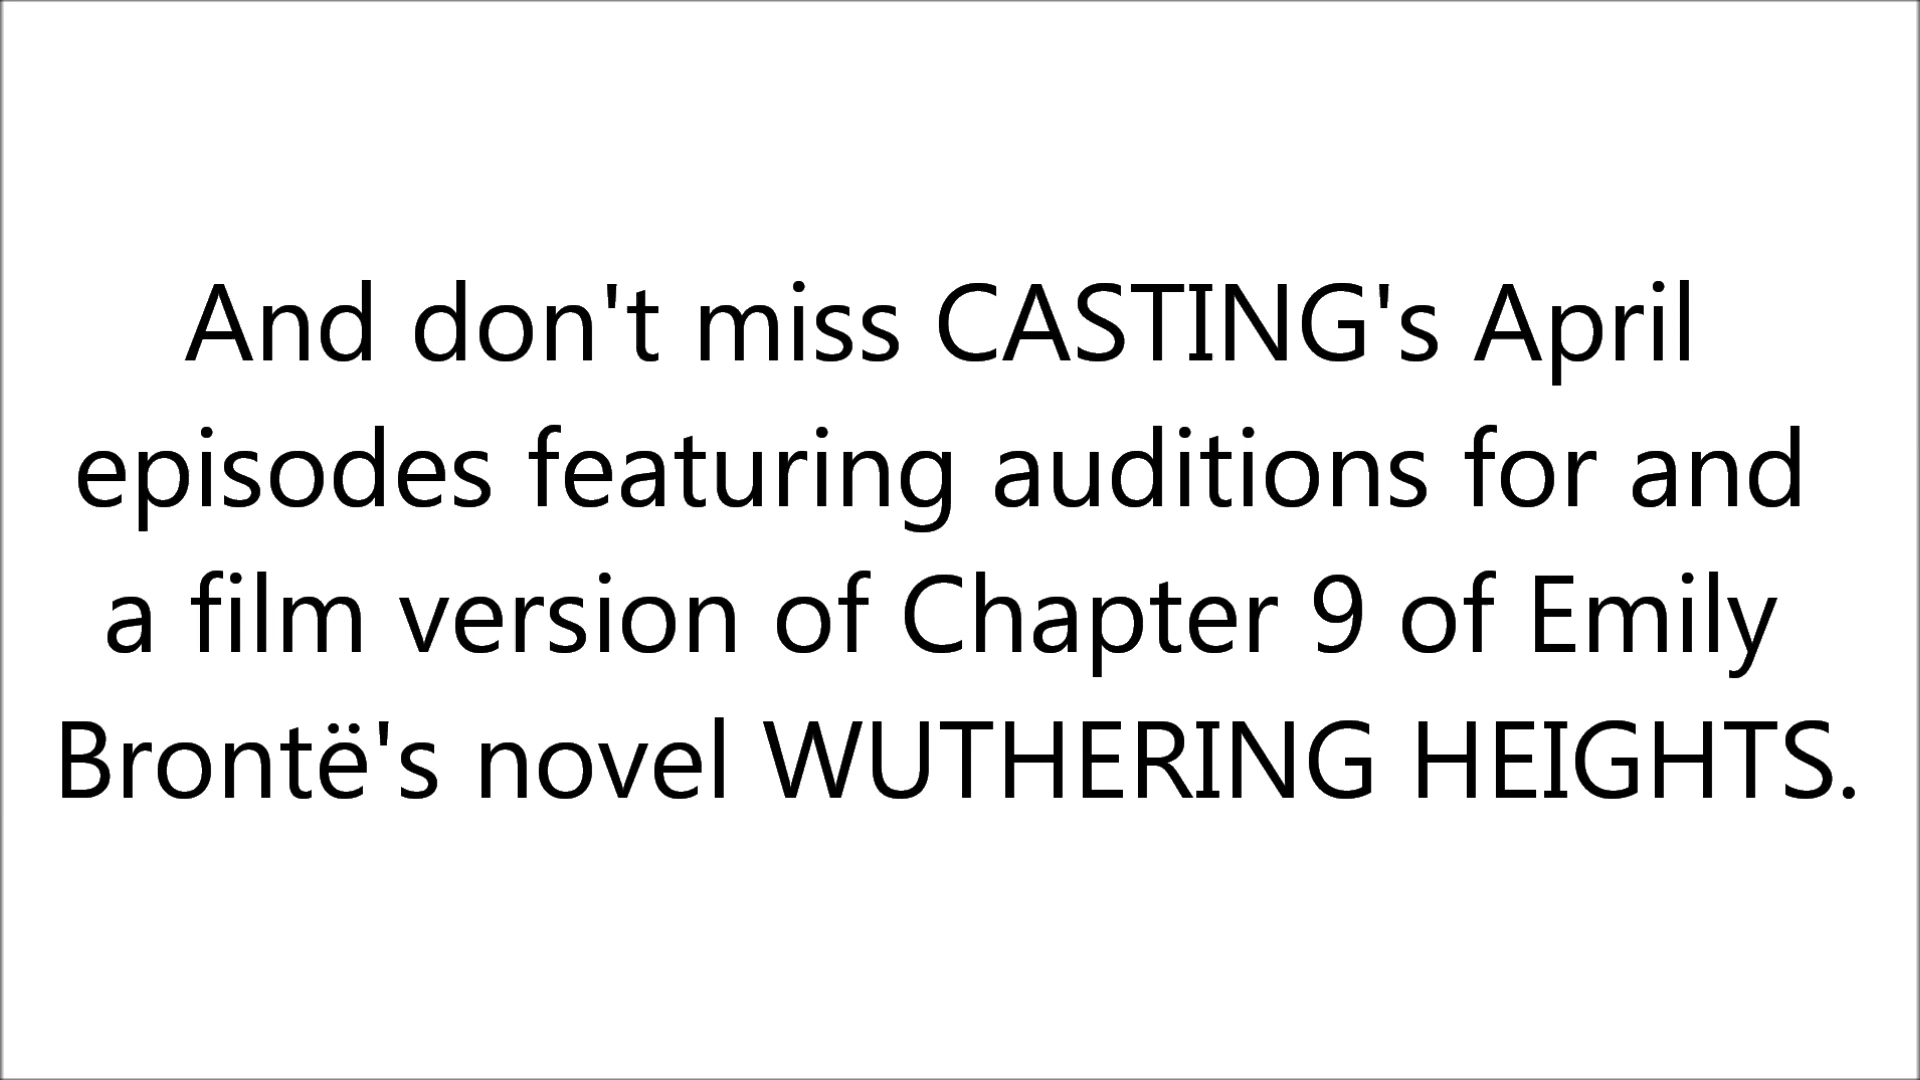 And don't miss CASTING's April
episodes featuring auditions for and
a film version of Chapter 9 of Emily
Brontë's novel WUTHERING HEIGHTS.